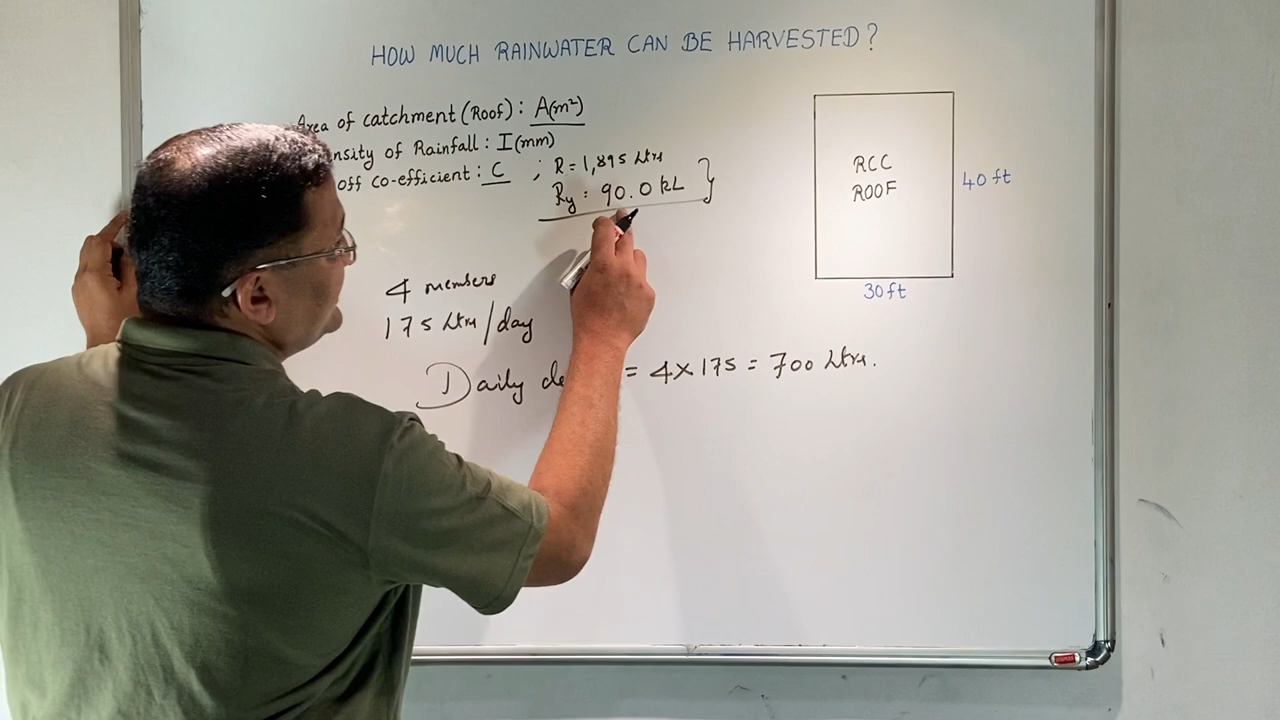 HOW MUCH RAINWATER CAN BE HARVESTED?
Area of catchment (Roof): A(m²)
nsity of Rainfall: I(mm)
off Co-efficient: C ; R = 1,895 Ltrs
Ry: 90.0 kL
4 members
175 Ltrs/day
Daily de = 4×175 = 700 Ltrs.
RCC
ROOF
40 ft
30 ft